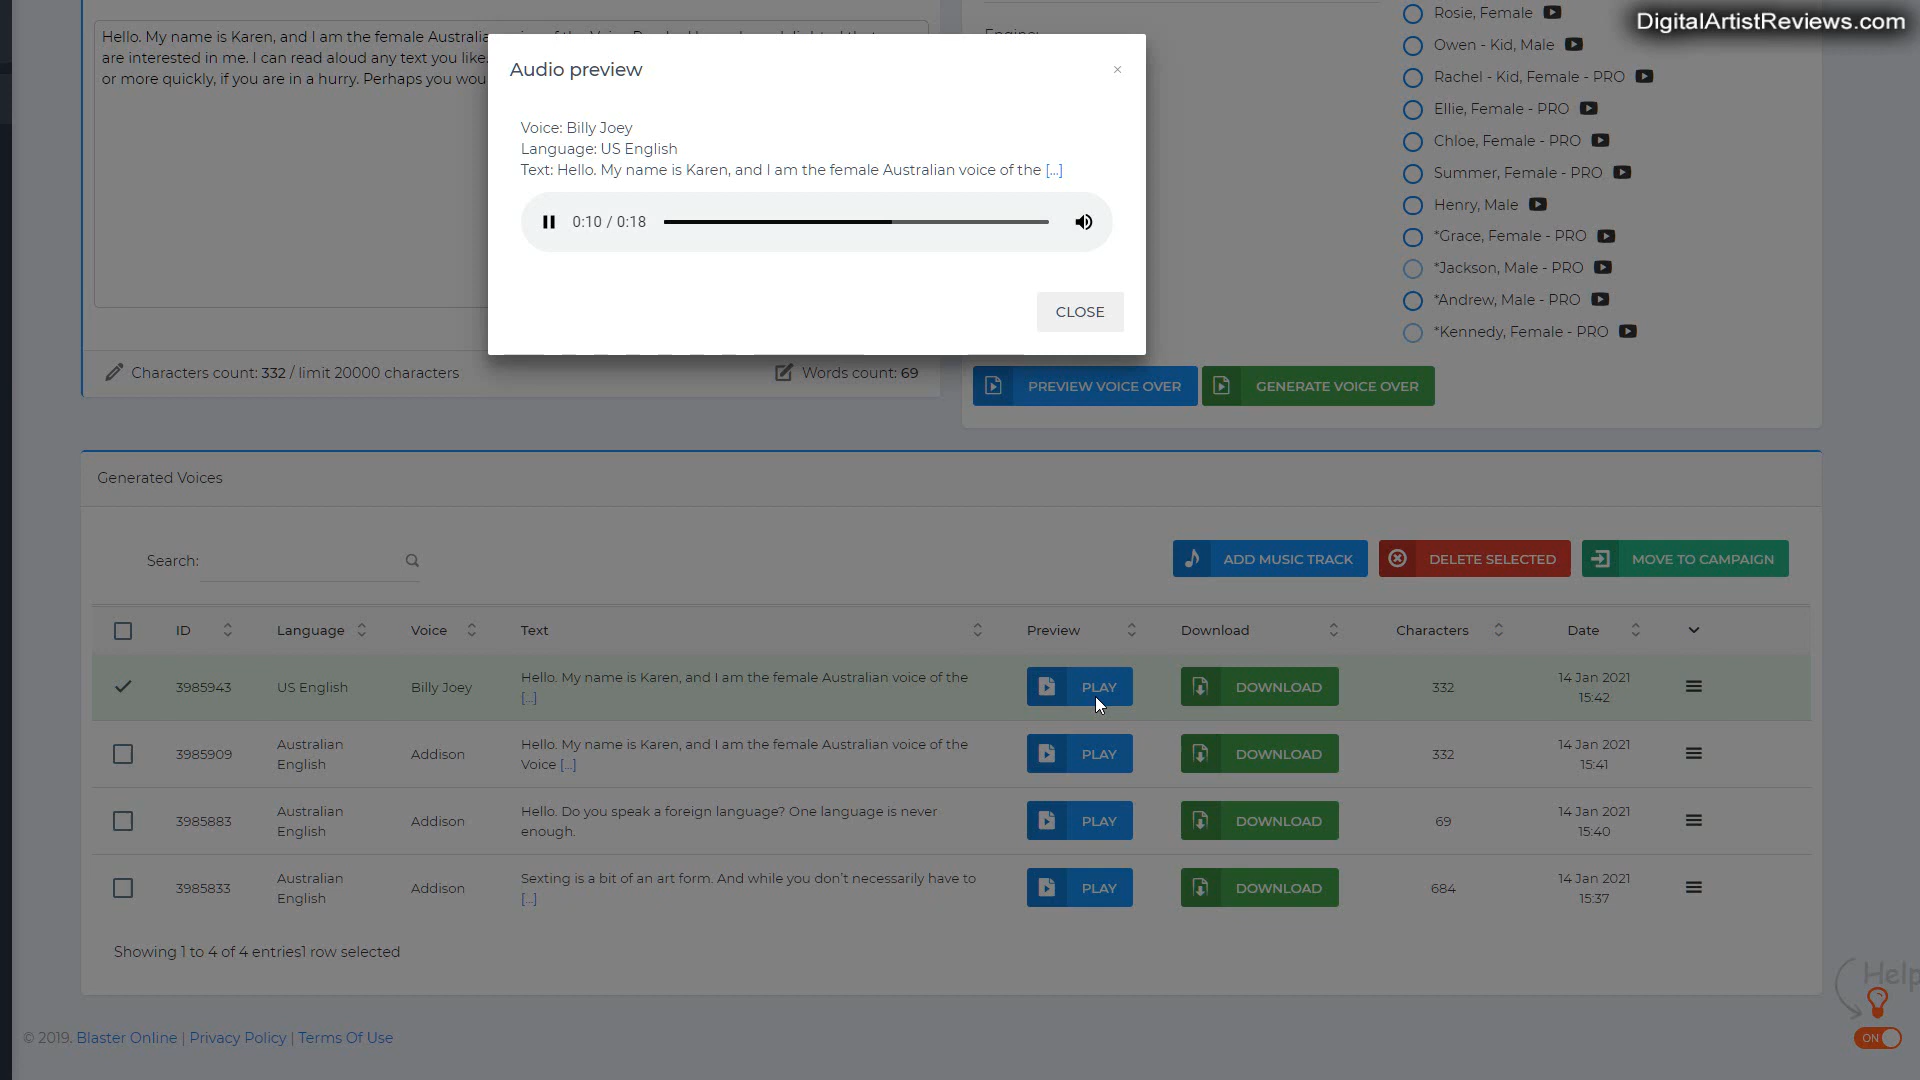 DigitalArtistReviews.com
Hello. My name is Karen, and I am the female
are interested in me. I can read aloud any text you like.
or more quickly, if you are in a hurry. Perhaps you
Audio preview
×
Voice: Billy Joey
Language: US English
Text: Hello. My name is Karen, and I am the female Australian voice of the [...]
0:10 / 0:18
CLOSE
Characters count: 332 / limit 20000 characters
Words count: 69
Rosie, Female
Owen - Kid, Male
Rachel - Kid, Female - PRO
Ellie, Female - PRO
Chloe, Female - PRO
Summer, Female - PRO
Henry, Male
*Grace, Female - PRO
*Jackson, Male - PRO
*Andrew, Male - PRO
*Kennedy, Female - PRO
PREVIEW VOICE OVER
GENERATE VOICE OVER
Generated Voices
Search:
ADD MUSIC TRACK
DELETE SELECTED
MOVE TO CAMPAIGN
ID Language Voice Text Preview Download Characters Date
3985943 US English Billy Joey Hello. My name is Karen, and I am the female Australian voice of the PLAY DOWNLOAD 332 14 Jan 2021
[...] 15:42
3985909 Australian Addison Hello. My name is Karen, and I am the female Australian voice of the PLAY DOWNLOAD 332 14 Jan 2021
English Voice [...] 15:41
3985883 Australian Addison Hello. Do you speak a foreign language? One language is never PLAY DOWNLOAD 69 14 Jan 2021
English enough. 15:40
3985833 Australian Addison Sexting is a bit of an art form. And while you don't necessarily have to PLAY DOWNLOAD 684 14 Jan 2021
English [...] 15:37
Showing 1 to 4 of 4 entries1 row selected
Help
ON
© 2019. Blaster Online | Privacy Policy | Terms Of Use